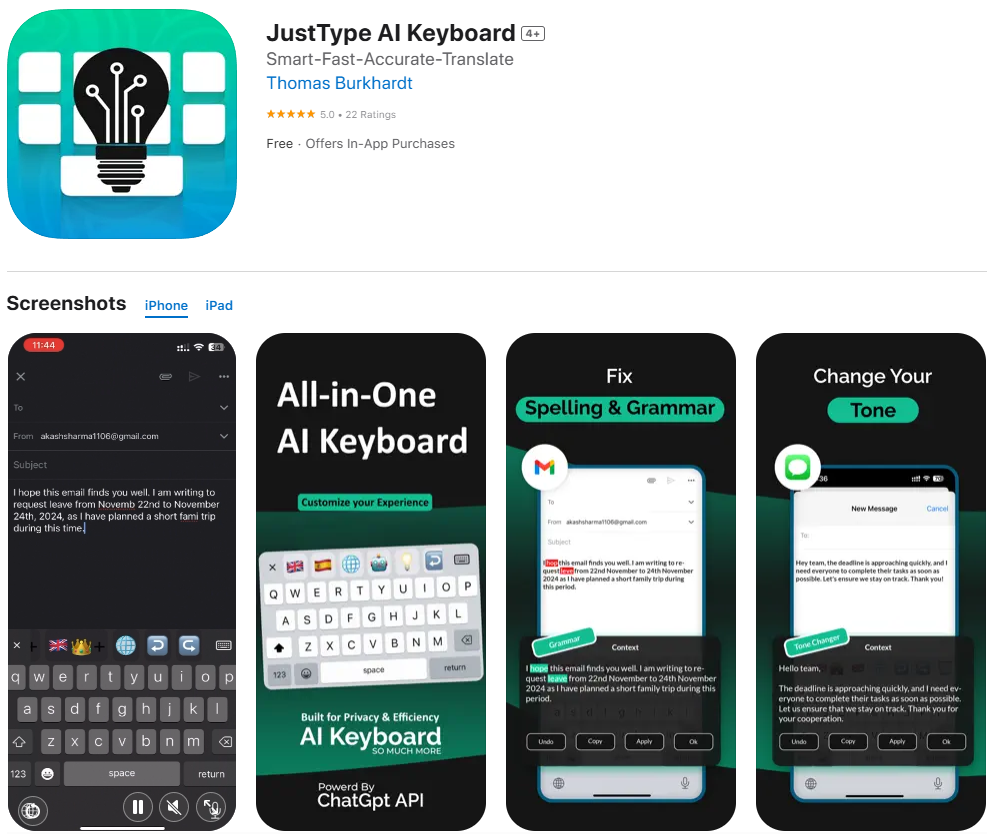 JustType AI Keyboard 4+
Smart-Fast-Accurate-Translate
Thomas Burkhardt
★★★★★ 5.0 • 22 Ratings
Free · Offers In-App Purchases
Screenshots iPhone iPad
11:44 34
To
From akashsharma1106@gmail.com
Subject
I hope this email finds you well. I am writing to
request leave from Novemb 22nd to November
24th, 2024, as I have planned a short fami trip
during this time.
q w e r t y u i o p
a s d f g h j k l
z x c v b n m
123 space return
All-in-One
AI Keyboard
Customize your Experience
Q W E R T Y U I O P
A S D F G H J K L
Z X C V B N M
123 space return
Built for Privacy & Efficiency
AI Keyboard
SO MUCH MORE
Powerd By
ChatGpt API
Fix
Spelling & Grammar
To
From akashsharma1106@gmail.com
Subject
I hop this email finds you well. I am writing to re-
quest leve from 22nd November to 24th November
2024 as I have planned a short family trip during
this period.
Grammar
Context
I hope this email finds you well. I am writing to re-
quest leave from 22nd November to 24th November
2024 as I have planned a short family trip during this
period.
Undo Copy Apply Ok
Change Your
Tone
36
New Message Cancel
To:
Hey team, the deadline is approaching quickly, and I
need everyone to complete their tasks as soon as
possible. Let's ensure we stay on track. Thank you!
Tone Changer
Context
Hello team,
The deadline is approaching quickly, and I need ev-
eryone to complete their tasks as soon as possible.
Let us ensure that we stay on track. Thank you for
your cooperation.
Undo Copy Apply Ok